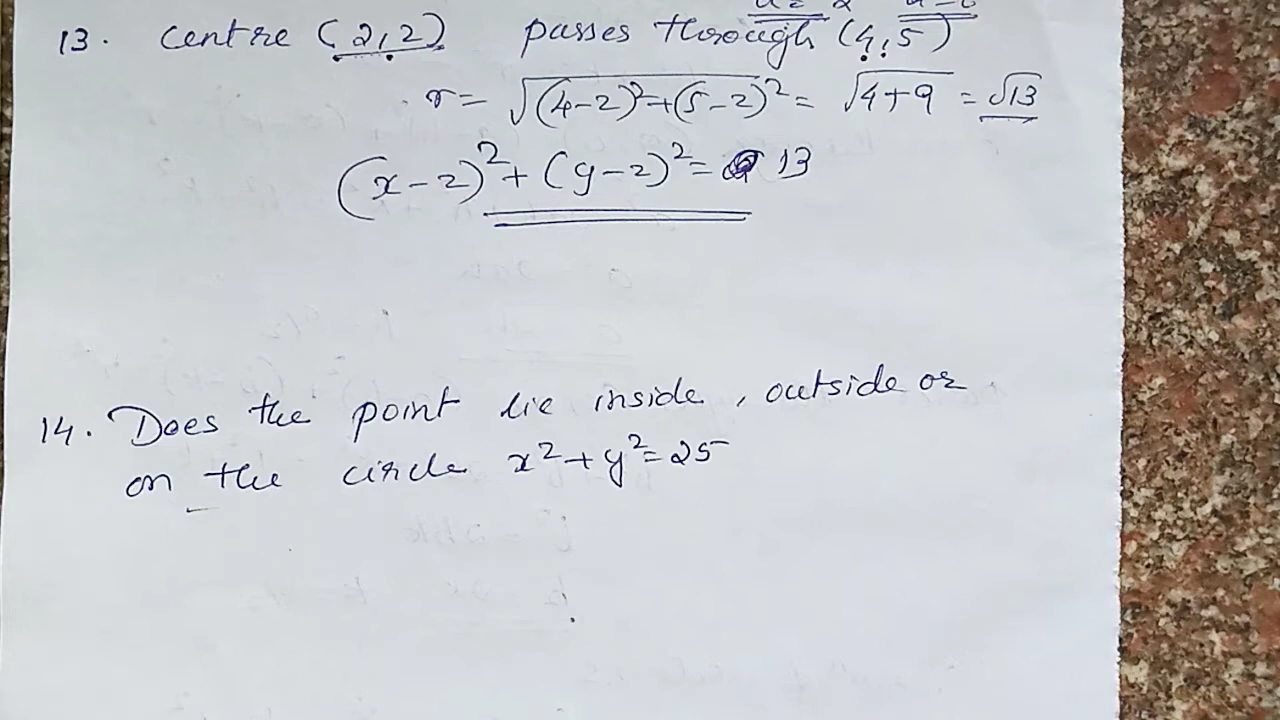 13. centre (2,2) passes through (4,5)
r = √(4-2)²+(5-2)² = √4+9 = √13
(x-2)² + (y-2)² = 13
14. Does the point lie inside, outside or
on the circle x²+y²=25